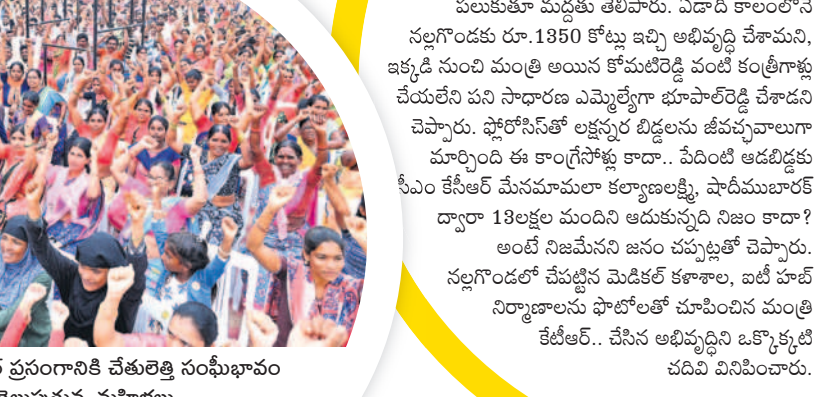 పలుకుతూ మద్దతు తెలిపారు. ఏడాది కాలంలోనే
నల్లగొండకు రూ.1350 కోట్లు ఇచ్చి అభివృద్ధి చేశామని,
ఇక్కడి నుంచి మంత్రి అయిన కోమటిరెడ్డి వంటి కంత్రీగాళ్లు
చేయలేని పని సాధారణ ఎమ్మెల్యేగా భూపాల్‌రెడ్డి చేశాడని
చెప్పారు. ఫ్లోరోసిస్‌తో లక్షన్నర బిడ్డలను జీవచ్ఛవాలుగా
మార్చింది ఈ కాంగ్రేసోళ్లు కాదా.. పేదింటి ఆడబిడ్డకు
సీఎం కేసీఆర్ మేనమామలా కల్యాణలక్ష్మి, షాదీముబారక్
ద్వారా 13లక్షల మందిని ఆదుకున్నది నిజం కాదా?
అంటే నిజమేనని జనం చప్పట్లతో చెప్పారు.
నల్లగొండలో చేపట్టిన మెడికల్ కళాశాల, ఐటీ హబ్
నిర్మాణాలను ఫొటోలతో చూపించిన మంత్రి
కేటీఆర్.. చేసిన అభివృద్ధిని ఒక్కొక్కటి
చదివి వినిపించారు.
ప్రసంగానికి చేతులెత్తి సంఘీభావం
మహిళలు